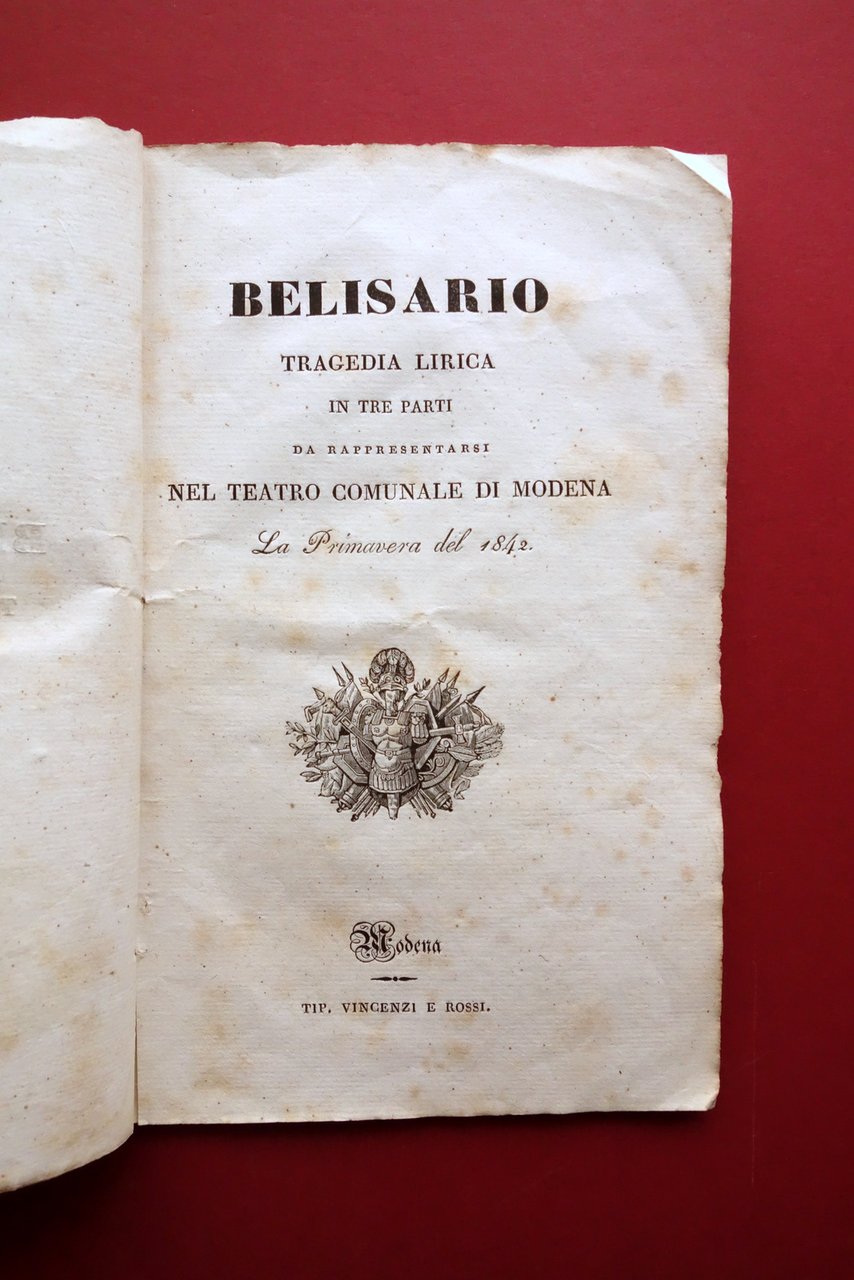 BELISARIO
TRAGEDIA LIRICA
IN TRE PARTI
DA RAPPRESENTARSI
NEL TEATRO COMUNALE DI MODENA
La Primavera del 1842.
Modena
TIP. VINCENZI E ROSSI.